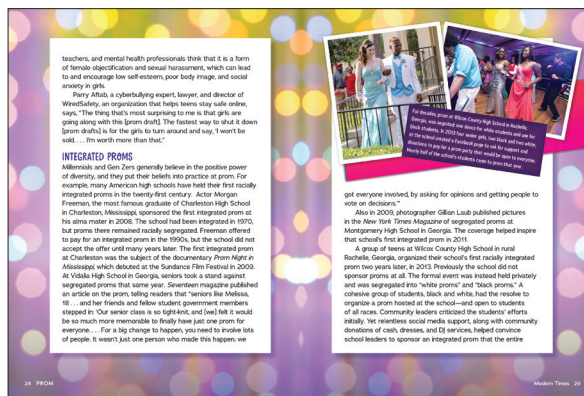 teachers, and mental health professionals think that it is a form
of female objectification and sexual harassment, which can lead
to and encourage low self-esteem, poor body image, and social
anxiety in girls.
Parry Aftab, a cyberbullying expert, lawyer, and director of
WiredSafety, an organization that helps teens stay safe online,
says, "The thing that's most surprising to me is that girls are
going along with this [prom draft]. The fastest way to shut it down
[prom drafts] is for the girls to turn around and say, 'I won't be
sold. . . . I'm worth more than that.'"
INTEGRATED PROMS
Millennials and Gen Zers generally believe in the positive power
of diversity, and they put their beliefs into practice at prom. For
example, many American high schools have held their first racially
integrated proms in the twenty-first century. Actor Morgan
Freeman, the most famous graduate of Charleston High School
in Charleston, Mississippi, sponsored the first integrated prom at
his alma mater in 2008. The school had been integrated in 1970,
but proms there remained racially segregated. Freeman offered
to pay for an integrated prom in the 1990s, but the school did not
accept the offer until many years later. The first integrated prom
at Charleston was the subject of the documentary Prom Night in
Mississippi, which debuted at the Sundance Film Festival in 2009.
At Vidalia High School in Georgia, seniors took a stand against
segregated proms that same year. Seventeen magazine published
an article on the prom, telling readers that "seniors like Melissa,
18 . . . and her friends and fellow student government members
stepped in: 'Our senior class is so tight-knit, and [we] felt it would
be so much more memorable to finally have just one prom for
everyone. . . . For a big change to happen, you need to involve lots
of people. It wasn't just one person who made this happen; we
28 PROM
For decades, prom at Wilcox County High School in Rochelle,
Georgia, was segregated: one dance for white students and one for
black students. In 2013 four senior girls, two black and two white,
at the school created a Facebook page to ask for support and
directions to pay for a prom party that would be open to everyone.
Nearly half of the school's students came to prom that year.
got everyone involved, by asking for opinions and getting people to
vote on decisions.'"
Also in 2009, photographer Gillian Laub published pictures
in the New York Times Magazine of segregated proms at
Montgomery High School in Georgia. The coverage helped inspire
that school's first integrated prom in 2011.
A group of teens at Wilcox County High School in rural
Rochelle, Georgia, organized their school's first racially integrated
prom two years later, in 2013. Previously the school did not
sponsor proms at all. The formal event was instead held privately
and was segregated into "white proms" and "black proms." A
cohesive group of students, black and white, had the resolve to
organize a prom hosted at the school—and open to students
of all races. Community leaders criticized the students' efforts
initially. Yet relentless social media support, along with community
donations of cash, dresses, and DJ services, helped convince
school leaders to sponsor an integrated prom that the entire
Modern Times 29